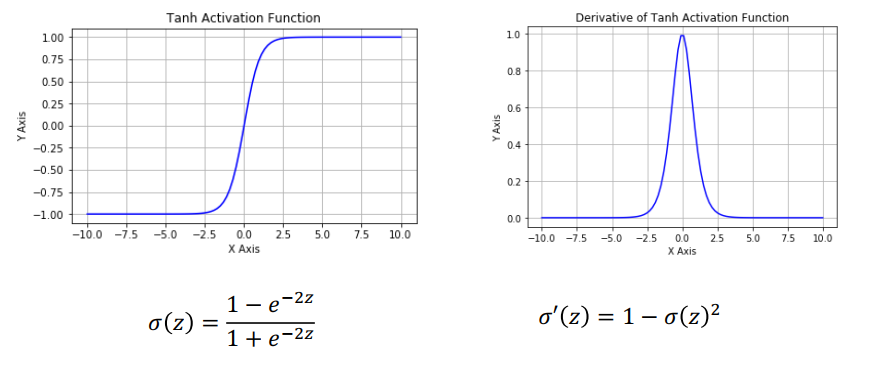 Tanh Activation Function
1.00
0.75
0.50
0.25
0.00
−0.25
−0.50
−0.75
−1.00
Y Axis
−10.0 −7.5 −5.0 −2.5 0.0 2.5 5.0 7.5 10.0
X Axis
Derivative of Tanh Activation Function
1.0
0.8
0.6
0.4
0.2
0.0
Y Axis
−10.0 −7.5 −5.0 −2.5 0.0 2.5 5.0 7.5 10.0
X Axis
σ(z) = (1 − e⁻²ᶻ) / (1 + e⁻²ᶻ)
σ′(z) = 1 − σ(z)²